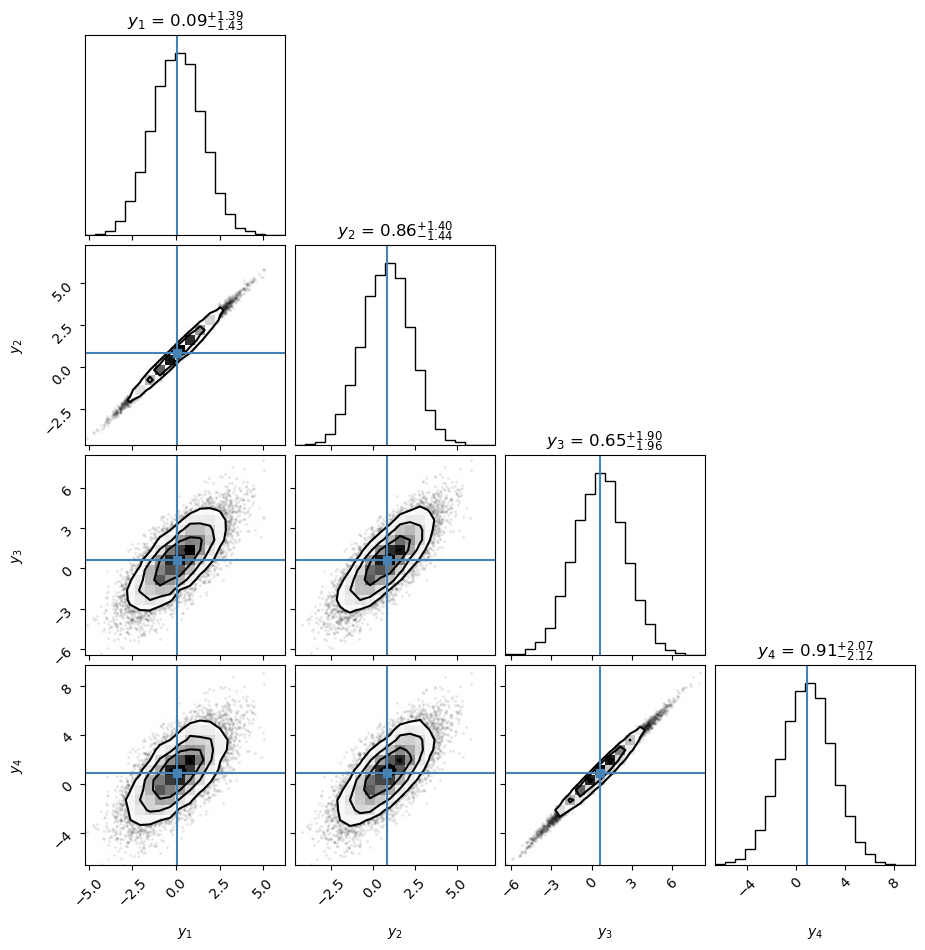 y₁ = 0.09+1.39−1.43
y₂ = 0.86+1.40−1.44
5.0
2.5
0.0
−2.5
y₂
y₃ = 0.65+1.90−1.96
6
3
0
−3
−6
y₃
y₄ = 0.91+2.07−2.12
8
4
0
−4
y₄
−5.0 −2.5 0.0 2.5 5.0 −2.5 0.0 2.5 5.0 −6 −3 0 3 6 −4 0 4 8
y₁ y₂ y₃ y₄